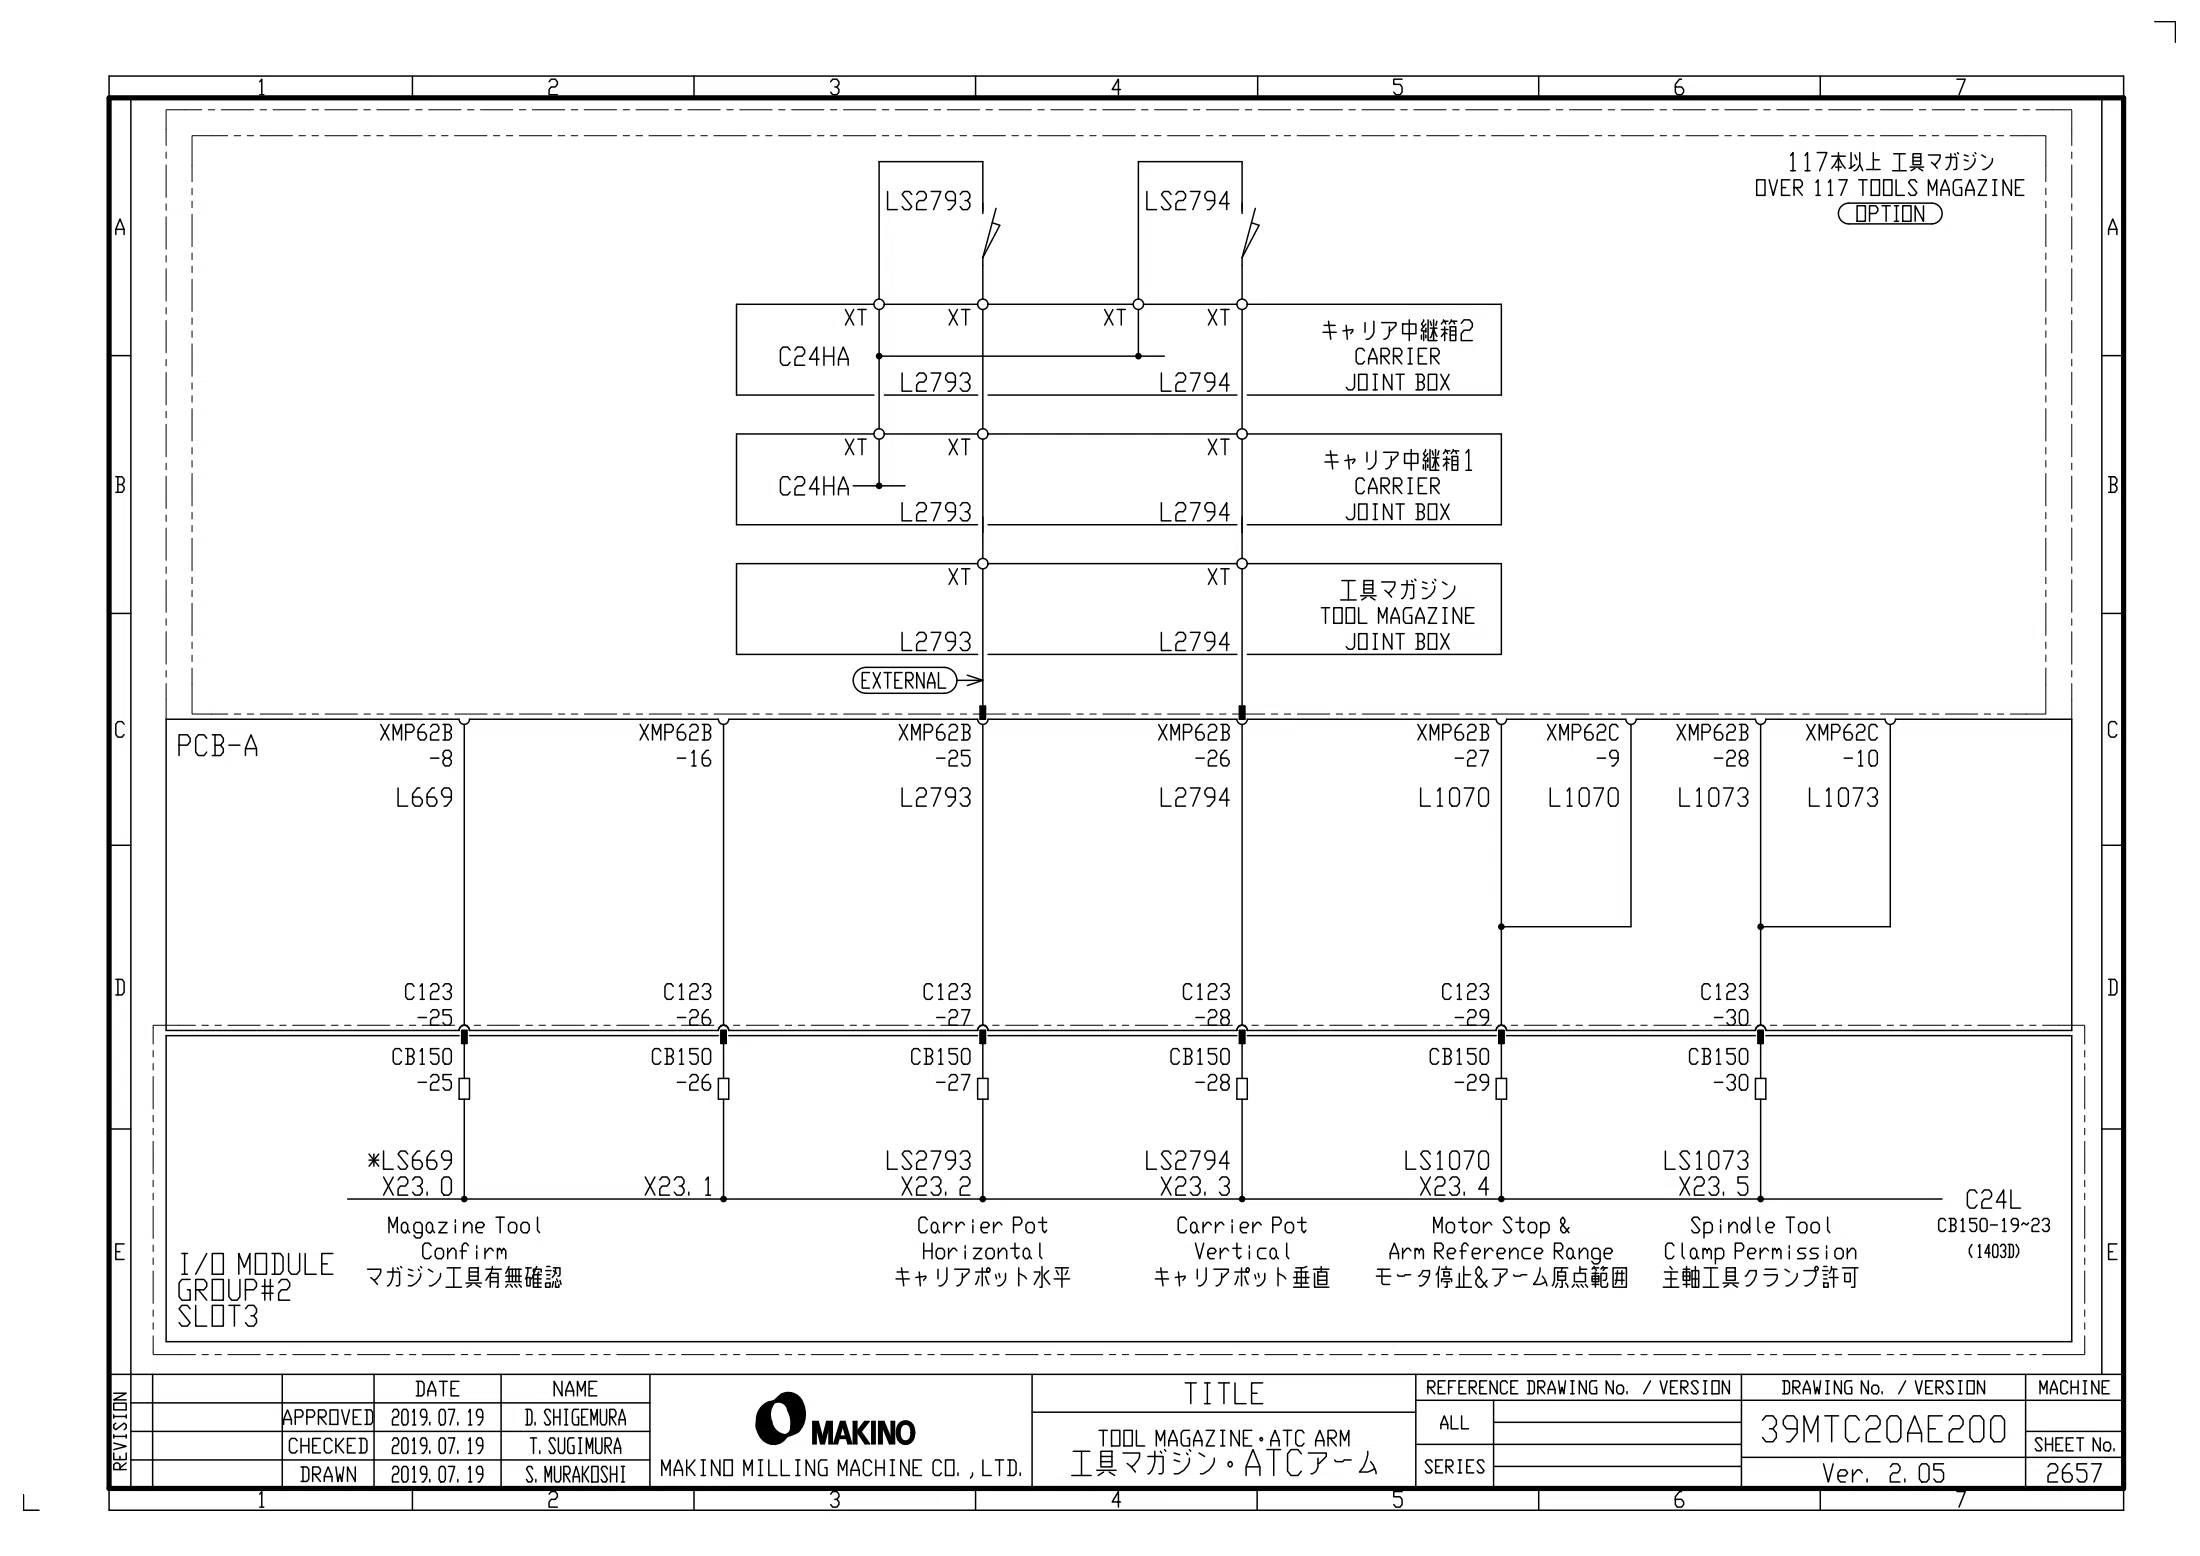 1 2 3 4 5 6 7
117本以上 工具マガジン
OVER 117 TOOLS MAGAZINE
OPTION
LS2793 LS2794
A A
XT XT XT XT
キャリア中継箱2
C24HA
CARRIER
L2793 L2794 JOINT BOX
XT XT XT
キャリア中継箱1
B B
C24HA
CARRIER
L2793 L2794 JOINT BOX
XT XT
工具マガジン
TOOL MAGAZINE
L2793 L2794 JOINT BOX
EXTERNAL
C C
PCB-A
XMP62B XMP62B XMP62B XMP62B XMP62B XMP62C XMP62B XMP62C
-8 -16 -25 -26 -27 -9 -28 -10
L669 L2793 L2794 L1070 L1070 L1073 L1073
D D
C123 C123 C123 C123 C123 C123
-25 -26 -27 -28 -29 -30
CB150 CB150 CB150 CB150 CB150 CB150
-25 -26 -27 -28 -29 -30
*LS669 LS2793 LS2794 LS1070 LS1073
X23.0 X23.1 X23.2 X23.3 X23.4 X23.5
C24L
CB150-19~23
(1403D)
E E
Magazine Tool
Confirm
マガジン工具有無確認
Carrier Pot
Horizontal
キャリアポット水平
Carrier Pot
Vertical
キャリアポット垂直
Motor Stop &
Arm Reference Range
モータ停止&アーム原点範囲
Spindle Tool
Clamp Permission
主軸工具クランプ許可
I/O MODULE
GROUP#2
SLOT3
REVISION
DATE NAME
APPROVED 2019.07.19 D. SHIGEMURA
CHECKED 2019.07.19 T. SUGIMURA
DRAWN 2019.07.19 S. MURAKOSHI
MAKINO
MAKINO MILLING MACHINE CO.,LTD.
TITLE
TOOL MAGAZINE・ATC ARM
工具マガジン・ATCアーム
REFERENCE DRAWING No. / VERSION
ALL
SERIES
DRAWING No. / VERSION
39MTC20AE200
Ver. 2.05
MACHINE
SHEET No.
2657
1 2 3 4 5 6 7